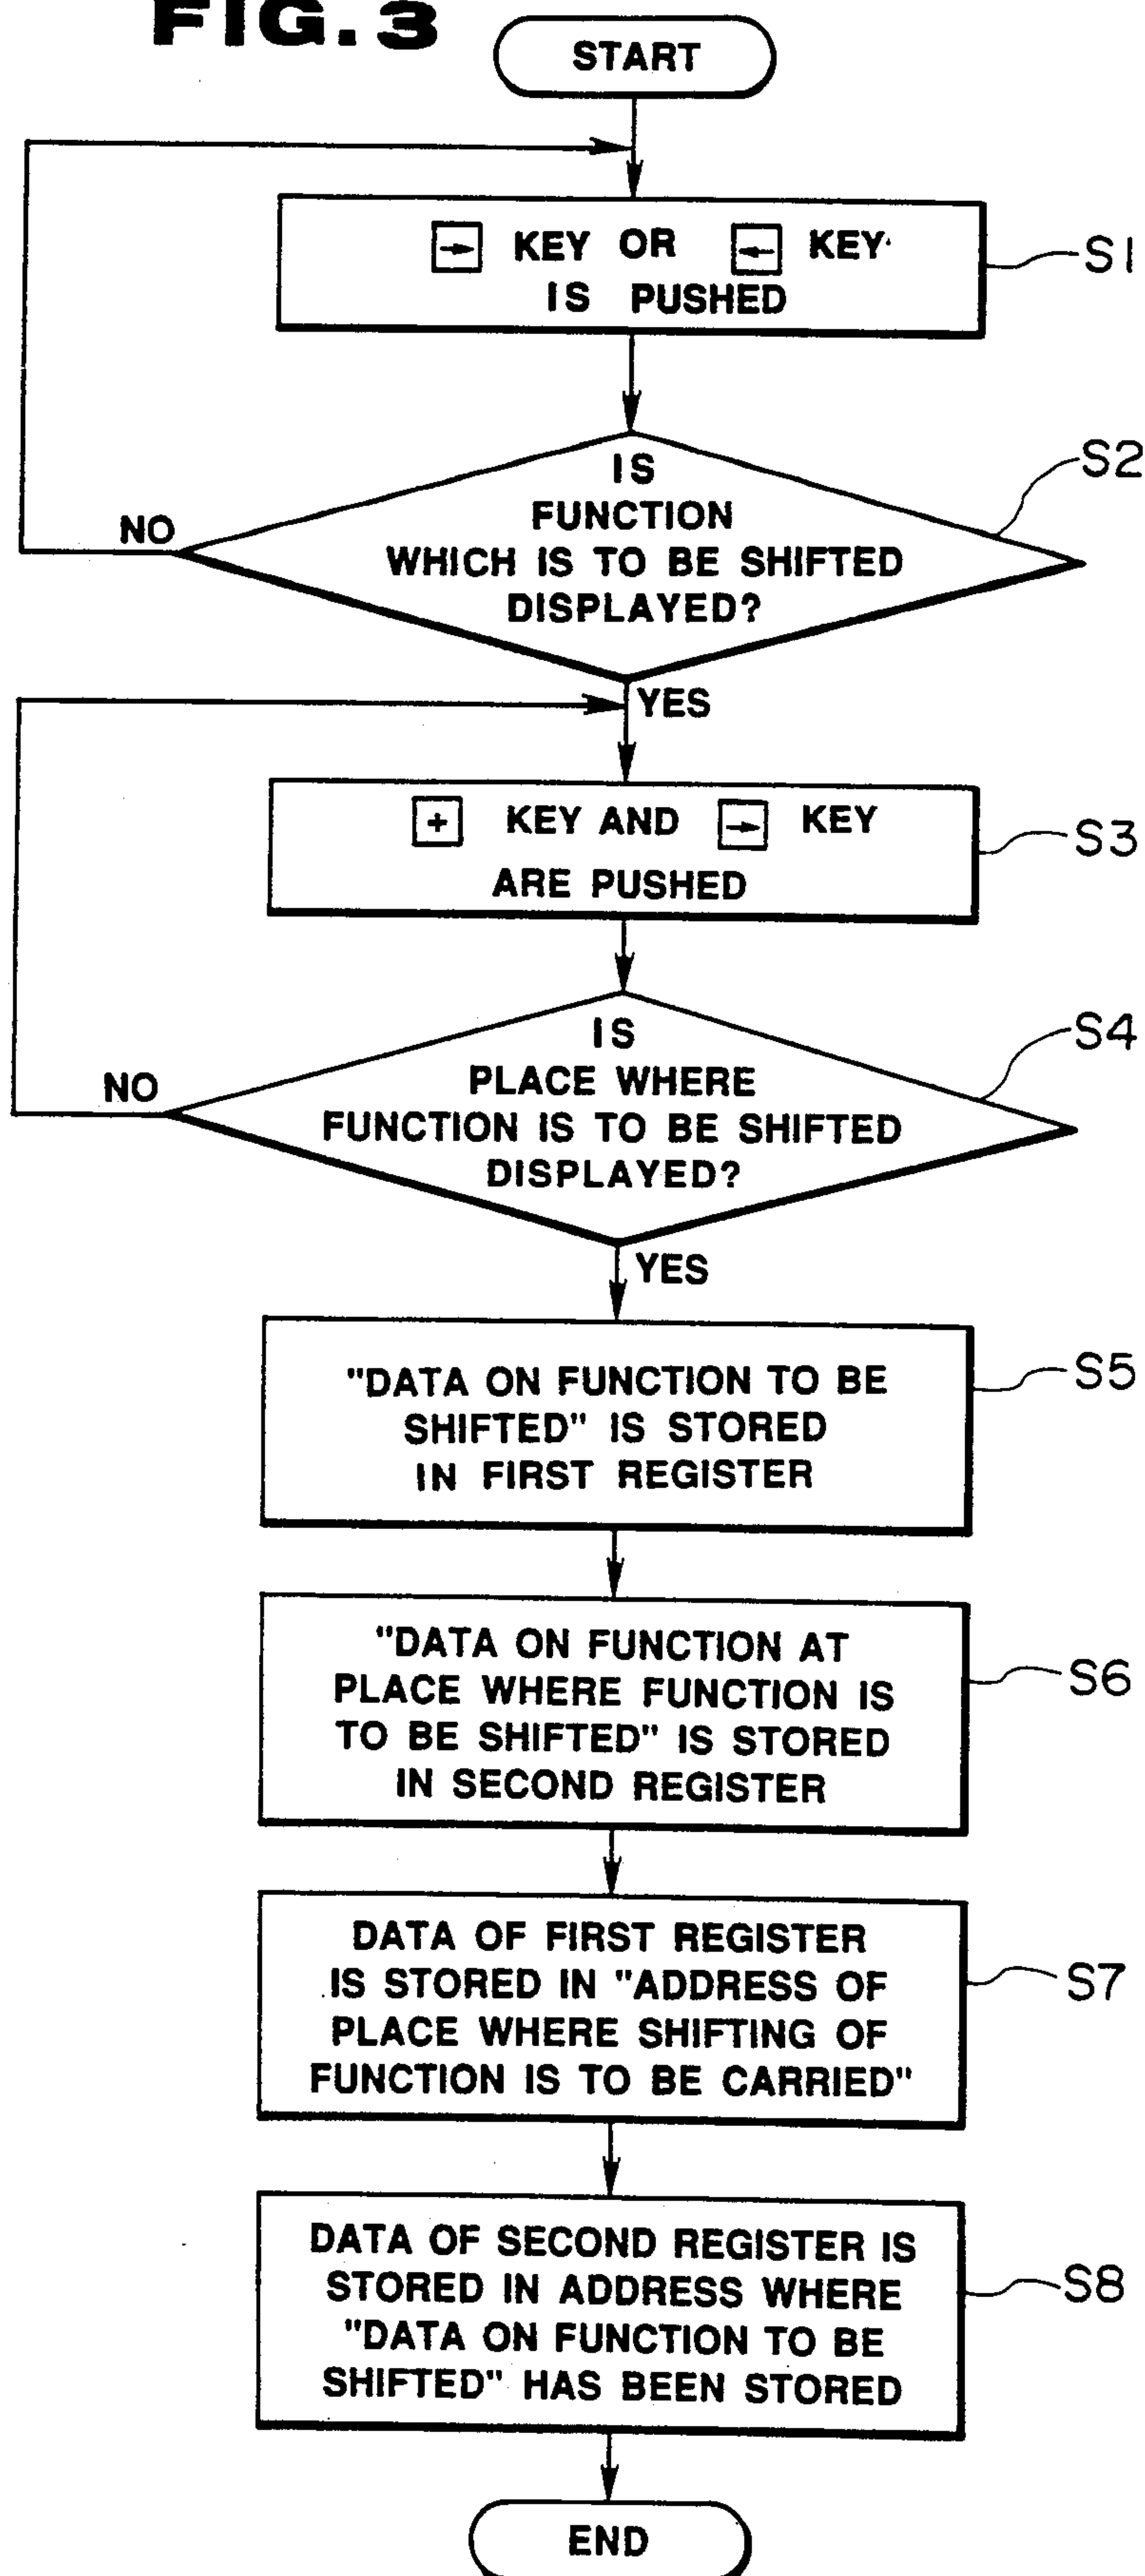 FIG. 3
START
→ KEY OR ← KEY
IS PUSHED
S1
IS
FUNCTION
WHICH IS TO BE SHIFTED
DISPLAYED?
S2
NO
YES
+ KEY AND → KEY
ARE PUSHED
S3
IS
PLACE WHERE
FUNCTION IS TO BE SHIFTED
DISPLAYED?
S4
NO
YES
"DATA ON FUNCTION TO BE
SHIFTED" IS STORED
IN FIRST REGISTER
S5
"DATA ON FUNCTION AT
PLACE WHERE FUNCTION IS
TO BE SHIFTED" IS STORED
IN SECOND REGISTER
S6
DATA OF FIRST REGISTER
IS STORED IN "ADDRESS OF
PLACE WHERE SHIFTING OF
FUNCTION IS TO BE CARRIED"
S7
DATA OF SECOND REGISTER IS
STORED IN ADDRESS WHERE
"DATA ON FUNCTION TO BE
SHIFTED" HAS BEEN STORED
S8
END